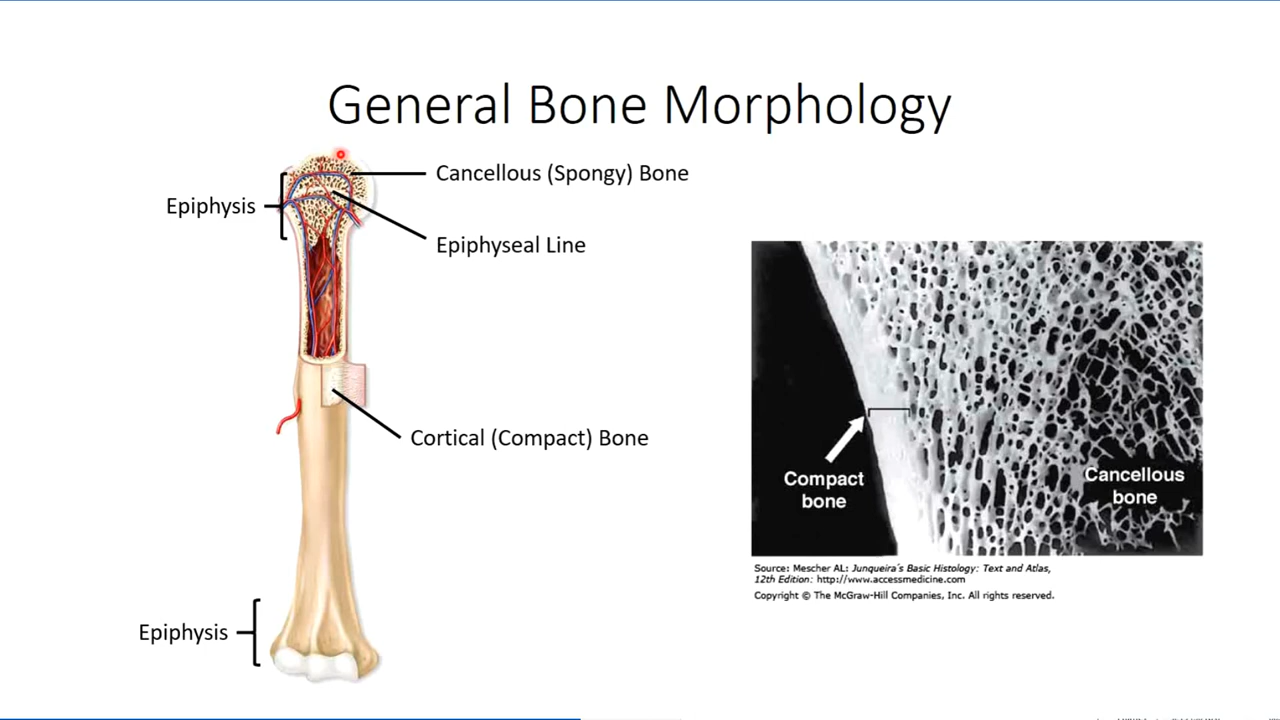 General Bone Morphology
Cancellous (Spongy) Bone
Epiphysis
Epiphyseal Line
Cortical (Compact) Bone
Epiphysis
Compact
bone
Cancellous
bone
Source: Mescher AL: Junqueira's Basic Histology: Text and Atlas,
12th Edition: http://www.accessmedicine.com
Copyright © The McGraw-Hill Companies, Inc. All rights reserved.